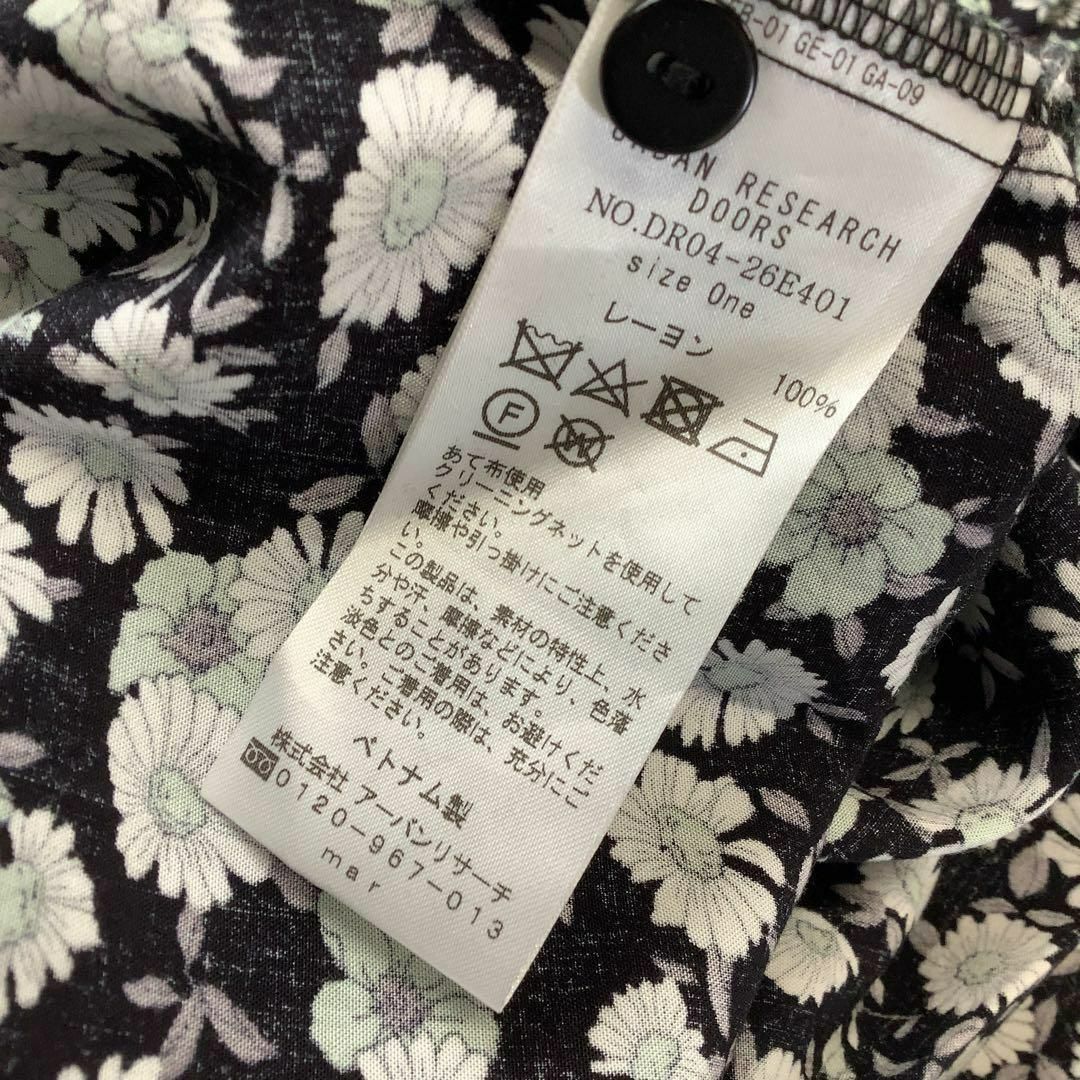 -01 GE-01 GA-09
URBAN RESEARCH
DOORS
NO.DR04-26E401
size One
レーヨン 100%
F
W
あて布使用
クリーニングネットを使用して
ください。
摩擦や引っ掛けにご注意くださ
い。
この製品は、素材の特性上、水
分や汗、摩擦などにより、色落
ちすることがあります。
淡色とのご着用は、お避けくだ
さい。ご着用の際は、充分にご
注意ください。
ベトナム製
株式会社 アーバンリサーチ
0120-967-013
mar